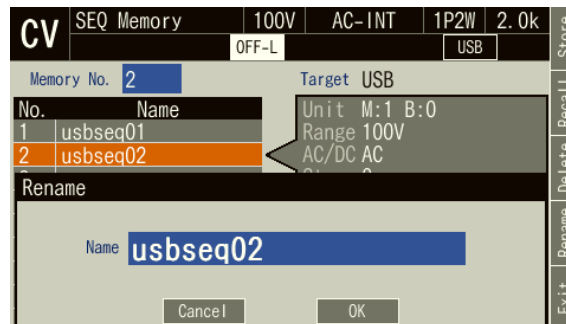 CV
SEQ Memory
100V
AC-INT
1P2W
2.0k
OFF-L
USB
Memory No. 2
Target USB
No. Name
1 usbseq01
2 usbseq02
Unit M:1 B:0
Range 100V
AC/DC AC
Rename
Name usbseq02
Cancel
OK
Store
Recall
Delete
Rename
Exit